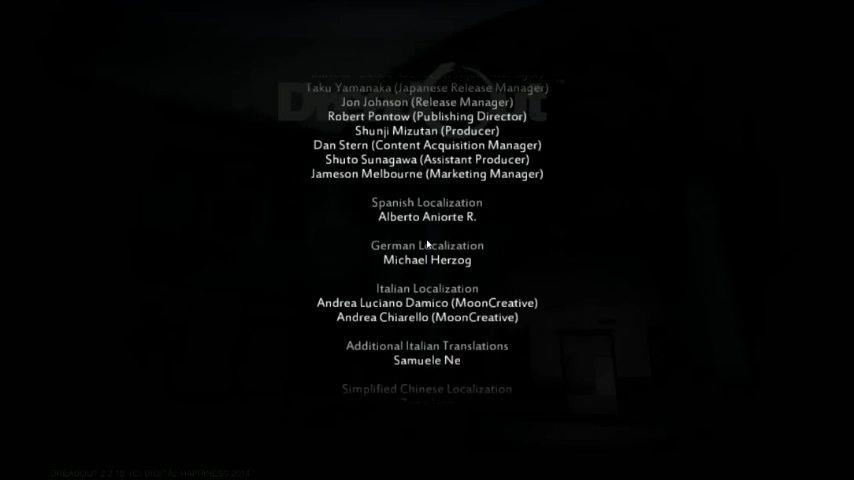 Taku Yamanaka (Japanese Release Manager)
Jon Johnson (Release Manager)
Robert Pontow (Publishing Director)
Shunji Mizutan (Producer)
Dan Stern (Content Acquisition Manager)
Shuto Sunagawa (Assistant Producer)
Jameson Melbourne (Marketing Manager)
Spanish Localization
Alberto Aniorte R.
German Localization
Michael Herzog
Italian Localization
Andrea Luciano Damico (MoonCreative)
Andrea Chiarello (MoonCreative)
Additional Italian Translations
Samuele Ne
Simplified Chinese Localization